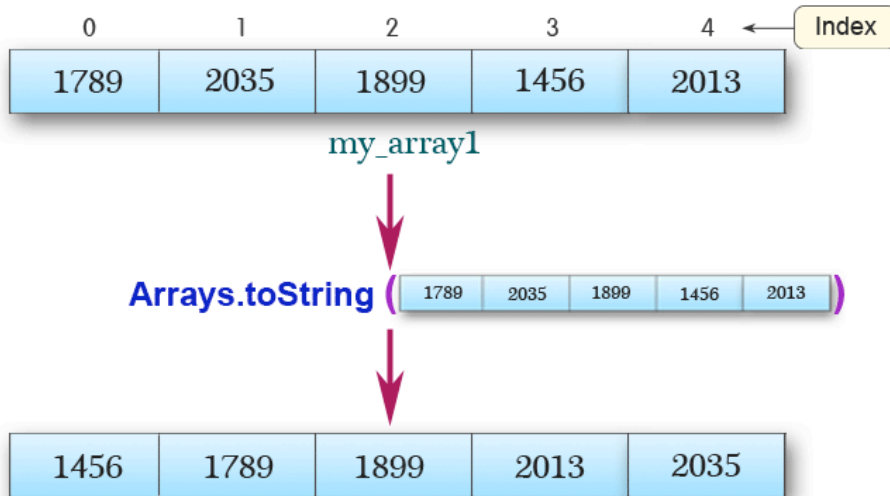 0 1 2 3 4 Index
1789 2035 1899 1456 2013
my_array1
Arrays.toString ( 1789 2035 1899 1456 2013 )
1456 1789 1899 2013 2035